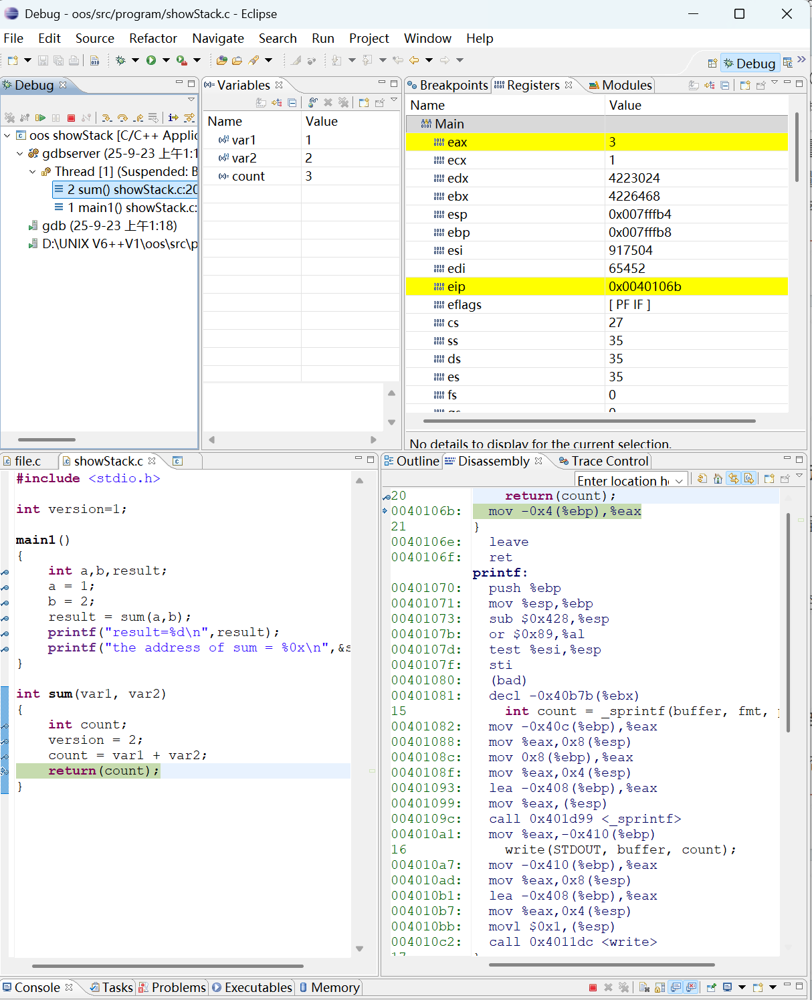 Debug - oos/src/program/showStack.c - Eclipse
File Edit Source Refactor Navigate Search Run Project Window Help
Debug
Debug
oos showStack [C/C++ Applic
gdbserver (25-9-23 上午1:1
Thread [1] (Suspended: B
2 sum() showStack.c:20
1 main1() showStack.c:
gdb (25-9-23 上午1:18)
D:\UNIX V6++V1\oos\src\p
Variables
Name Value
var1 1
var2 2
count 3
Breakpoints Registers Modules
Name Value
Main
eax 3
ecx 1
edx 4223024
ebx 4226468
esp 0x007fffb4
ebp 0x007fffb8
esi 917504
edi 65452
eip 0x0040106b
eflags [ PF IF ]
cs 27
ss 35
ds 35
es 35
fs 0
No details to display for the current selection.
file.c showStack.c
#include <stdio.h>
int version=1;
main1()
{
int a,b,result;
a = 1;
b = 2;
result = sum(a,b);
printf("result=%d\n",result);
printf("the address of sum = %0x\n",&s
}
int sum(var1, var2)
{
int count;
version = 2;
count = var1 + var2;
return(count);
}
Outline Disassembly Trace Control
Enter location h
20 return(count);
0040106b: mov -0x4(%ebp),%eax
21 }
0040106e: leave
0040106f: ret
printf:
00401070: push %ebp
00401071: mov %esp,%ebp
00401073: sub $0x428,%esp
0040107b: or $0x89,%al
0040107d: test %esi,%esp
0040107f: sti
00401080: (bad)
00401081: decl -0x40b7b(%ebx)
15 int count = _sprintf(buffer, fmt,
00401082: mov -0x40c(%ebp),%eax
00401088: mov %eax,0x8(%esp)
0040108c: mov 0x8(%ebp),%eax
0040108f: mov %eax,0x4(%esp)
00401093: lea -0x408(%ebp),%eax
00401099: mov %eax,(%esp)
0040109c: call 0x401d99 <_sprintf>
004010a1: mov %eax,-0x410(%ebp)
16 write(STDOUT, buffer, count);
004010a7: mov -0x410(%ebp),%eax
004010ad: mov %eax,0x8(%esp)
004010b1: lea -0x408(%ebp),%eax
004010b7: mov %eax,0x4(%esp)
004010bb: movl $0x1,(%esp)
004010c2: call 0x4011dc <write>
Console Tasks Problems Executables Memory